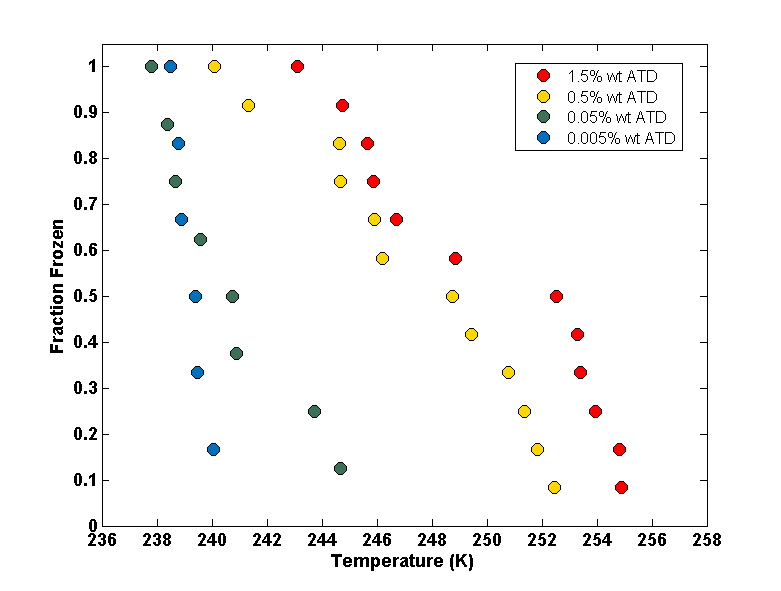 1
0.9
0.8
0.7
0.6
0.5
0.4
0.3
0.2
0.1
0
Fraction Frozen
1.5% wt ATD
0.5% wt ATD
0.05% wt ATD
0.005% wt ATD
236 238 240 242 244 246 248 250 252 254 256 258
Temperature (K)